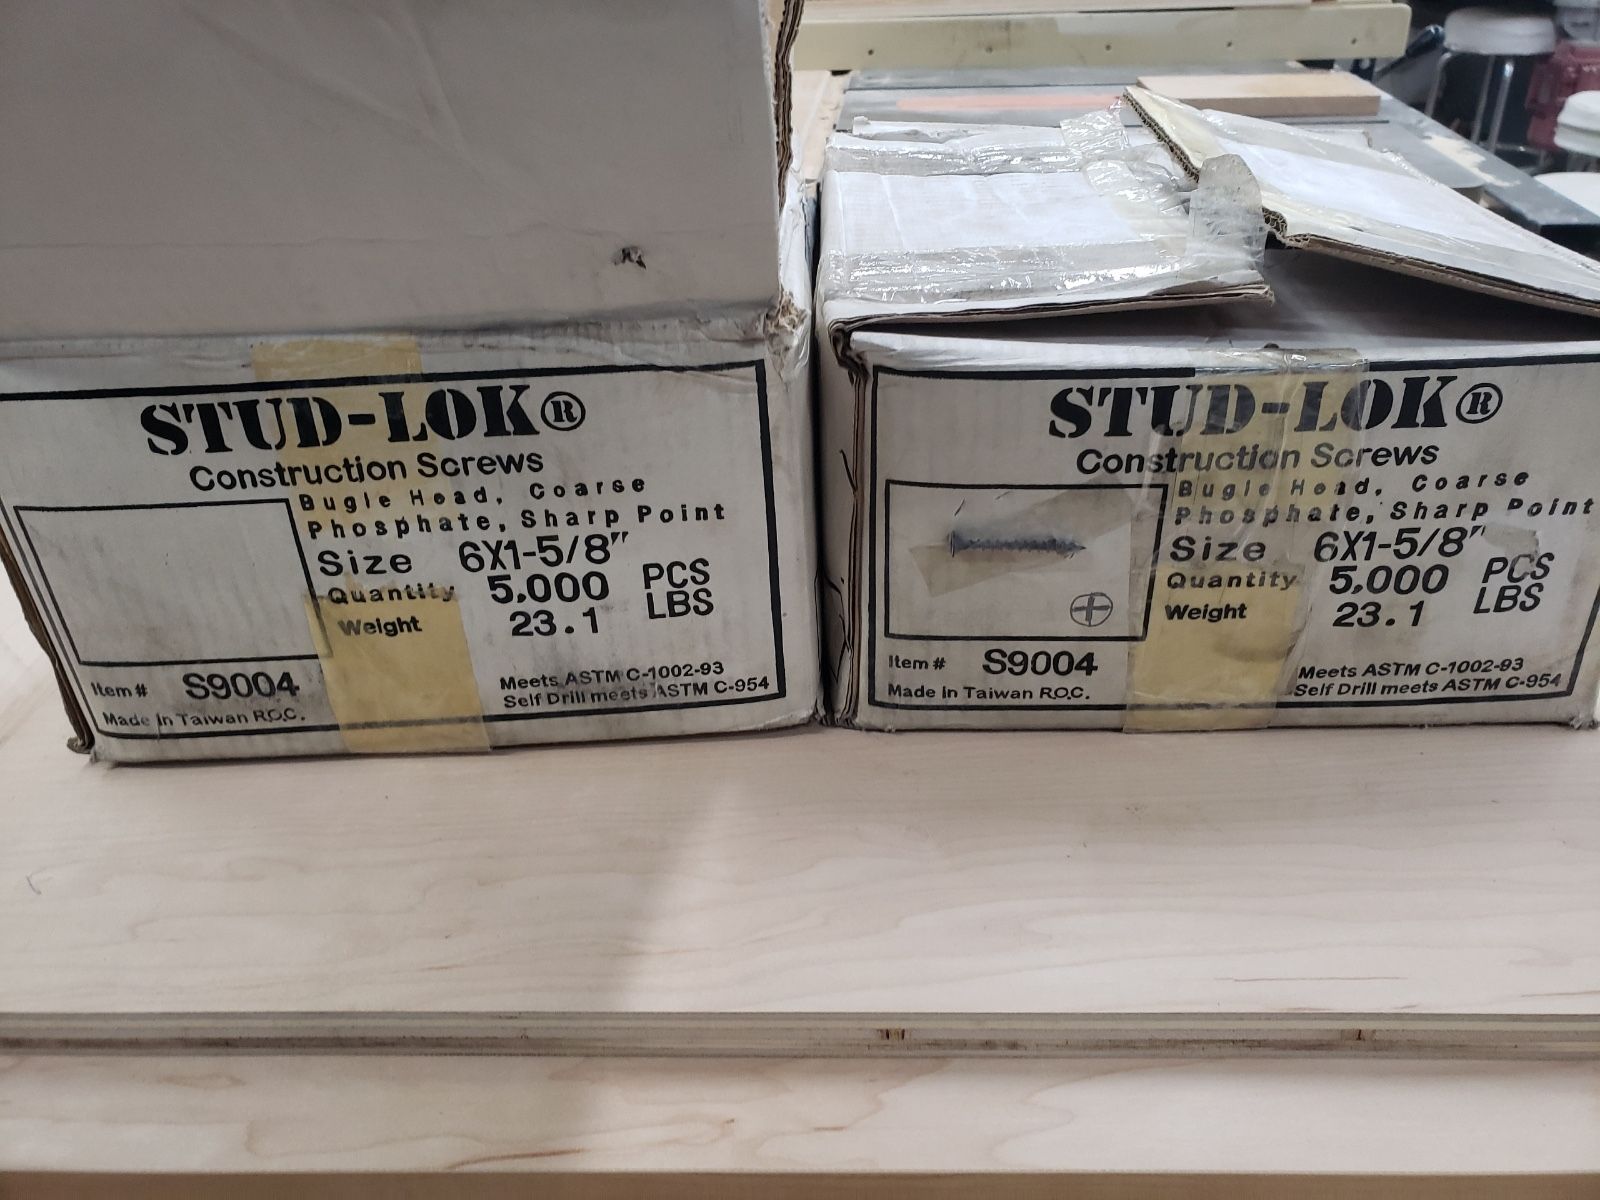 STUD-LOK®
Construction Screws
Bugle Head, Coarse
Phosphate, Sharp Point
Size 6X1-5/8"
Quantity 5,000 PCS
Weight 23.1 LBS
Item # S9004
Meets ASTM C-1002-93
Self Drill meets ASTM C-954
Made in Taiwan R.O.C.
STUD-LOK®
Construction Screws
Bugle Head, Coarse
Phosphate, Sharp Point
Size 6X1-5/8"
Quantity 5,000 PCS
Weight 23.1 LBS
Item # S9004
Meets ASTM C-1002-93
Self Drill meets ASTM C-954
Made in Taiwan R.O.C.